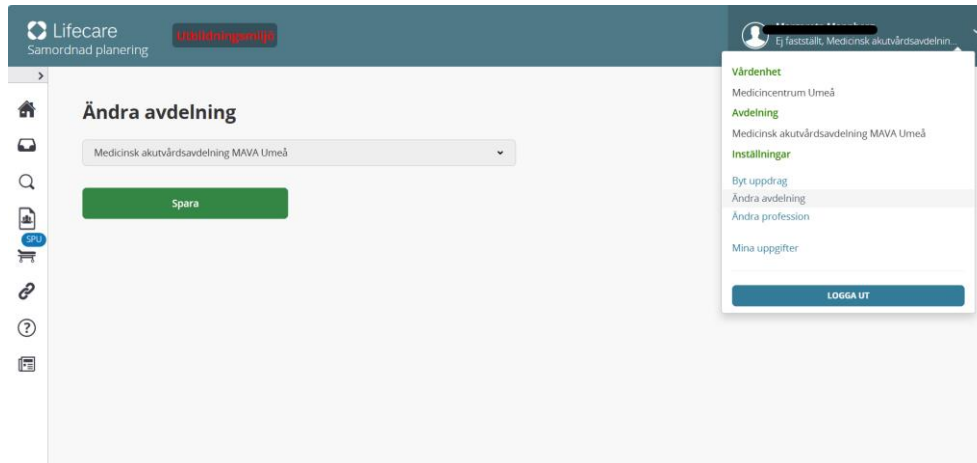 Lifecare
Samordnad planering
Utbildningsmiljö
Ej fastställt, Medicinsk akutvårdsavdelnin...
Ändra avdelning
Medicinsk akutvårdsavdelning MAVA Umeå
Spara
SPU
Vårdenhet
Medicincentrum Umeå
Avdelning
Medicinsk akutvårdsavdelning MAVA Umeå
Inställningar
Byt uppdrag
Ändra avdelning
Ändra profession
Mina uppgifter
LOGGA UT